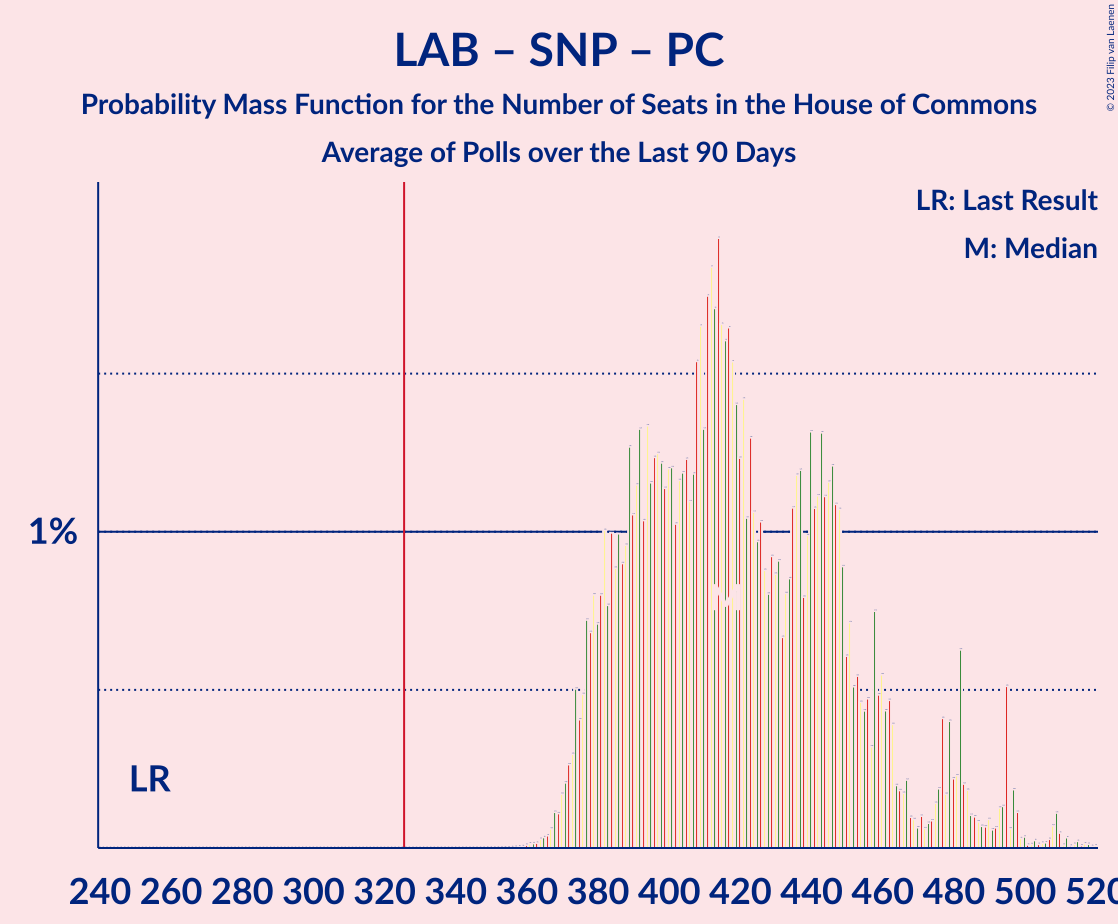 LAB – SNP – PC
Probability Mass Function for the Number of Seats in the House of Commons
Average of Polls over the Last 90 Days
© 2023 Filip van Laenen
LR: Last Result
M: Median
1%
LR
240 260 280 300 320 340 360 380 400 420 440 460 480 500 520